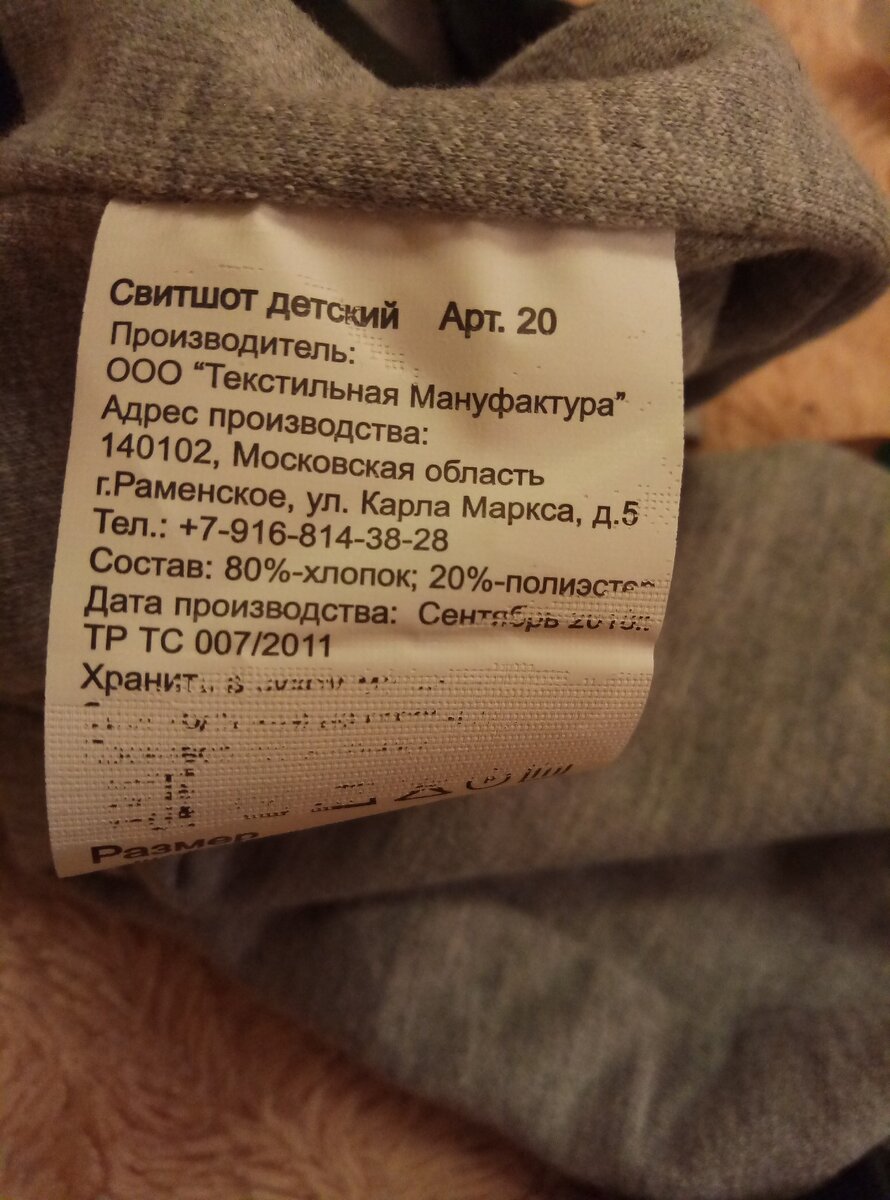 Свитшот детский Арт. 20
Производитель:
ООО “Текстильная Мануфактура”
Адрес производства:
140102, Московская область
г.Раменское, ул. Карла Маркса, д.5
Тел.: +7-916-814-38-28
Состав: 80%-хлопок; 20%-полиэстер
Дата производства: Сентябрь
ТР ТС 007/2011
Хранить в
Размер